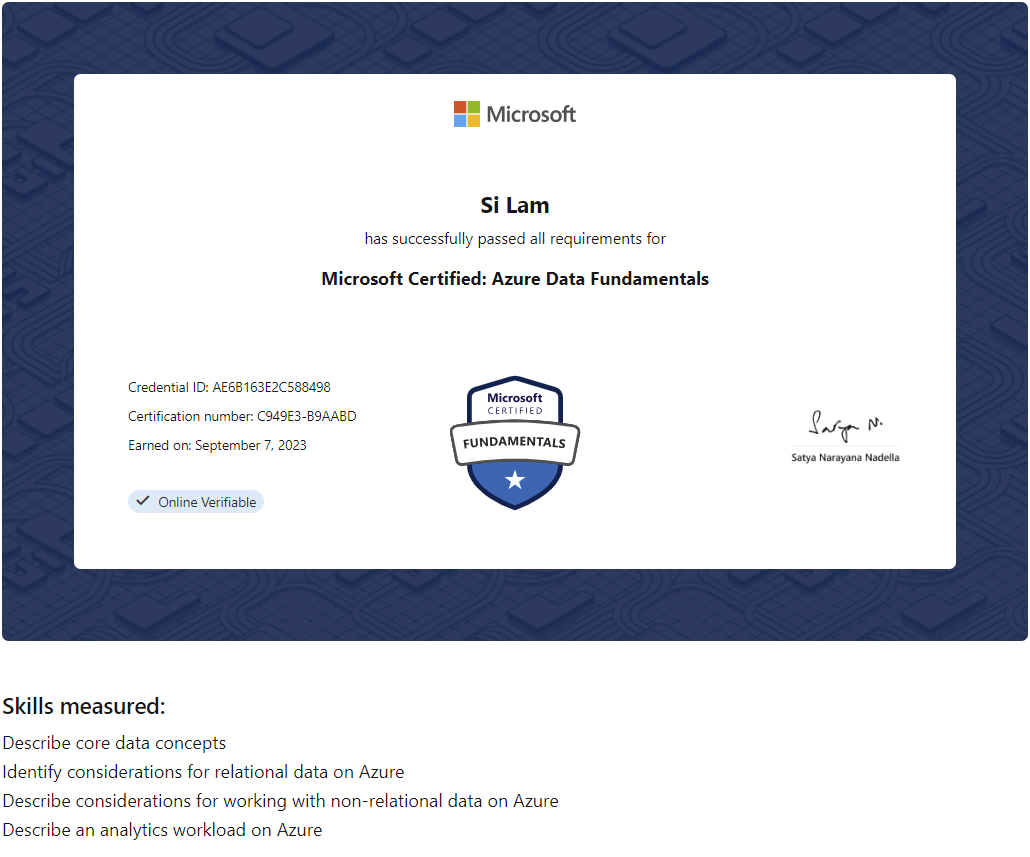 Microsoft
Si Lam
has successfully passed all requirements for
Microsoft Certified: Azure Data Fundamentals
Credential ID: AE6B163E2C588498
Certification number: C949E3-B9AABD
Earned on: September 7, 2023
Online Verifiable
Microsoft
CERTIFIED
FUNDAMENTALS
Satya N.
Satya Narayana Nadella
Skills measured:
Describe core data concepts
Identify considerations for relational data on Azure
Describe considerations for working with non-relational data on Azure
Describe an analytics workload on Azure